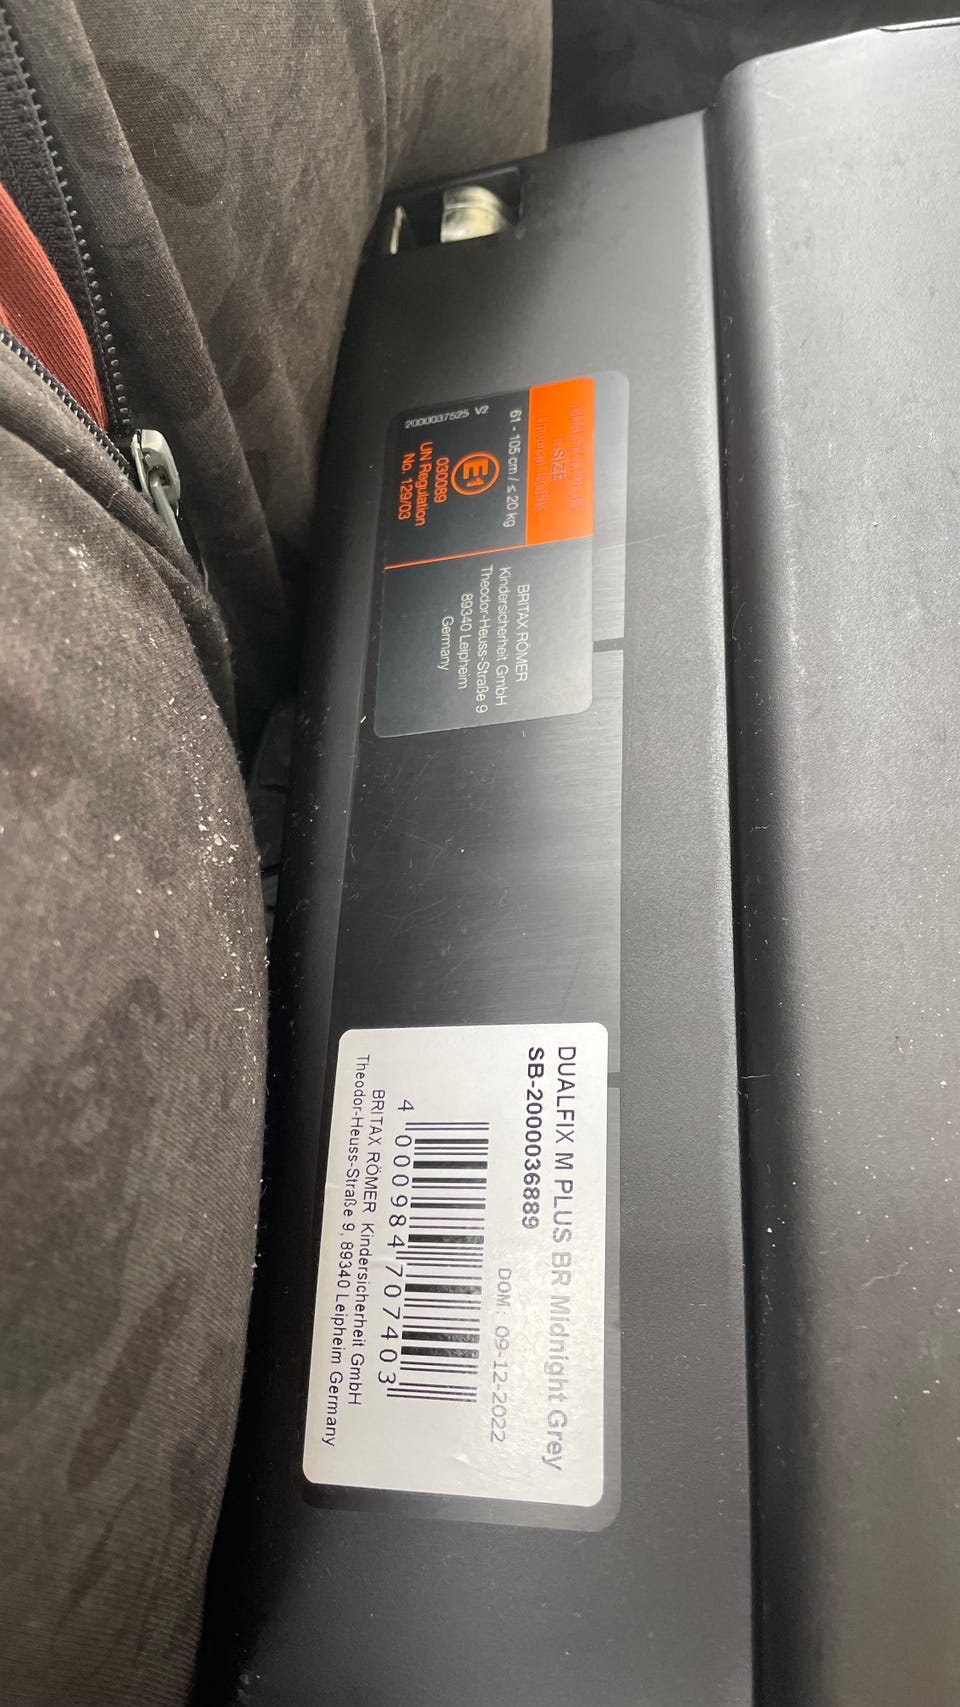 DUALFIX M PLUS
i-SIZE
universal ISOFIX
61 - 105 cm / ≤ 20 kg
E1
030089
UN Regulation
No. 129/03
2000037525 V2
BRITAX RÖMER
Kindersicherheit GmbH
Theodor-Heuss-Straße 9
89340 Leipheim
Germany
DUALFIX M PLUS BR Midnight Grey
SB-2000036889
DOM: 09-12-2022
4 000984 707403
BRITAX RÖMER Kindersicherheit GmbH
Theodor-Heuss-Straße 9, 89340 Leipheim Germany